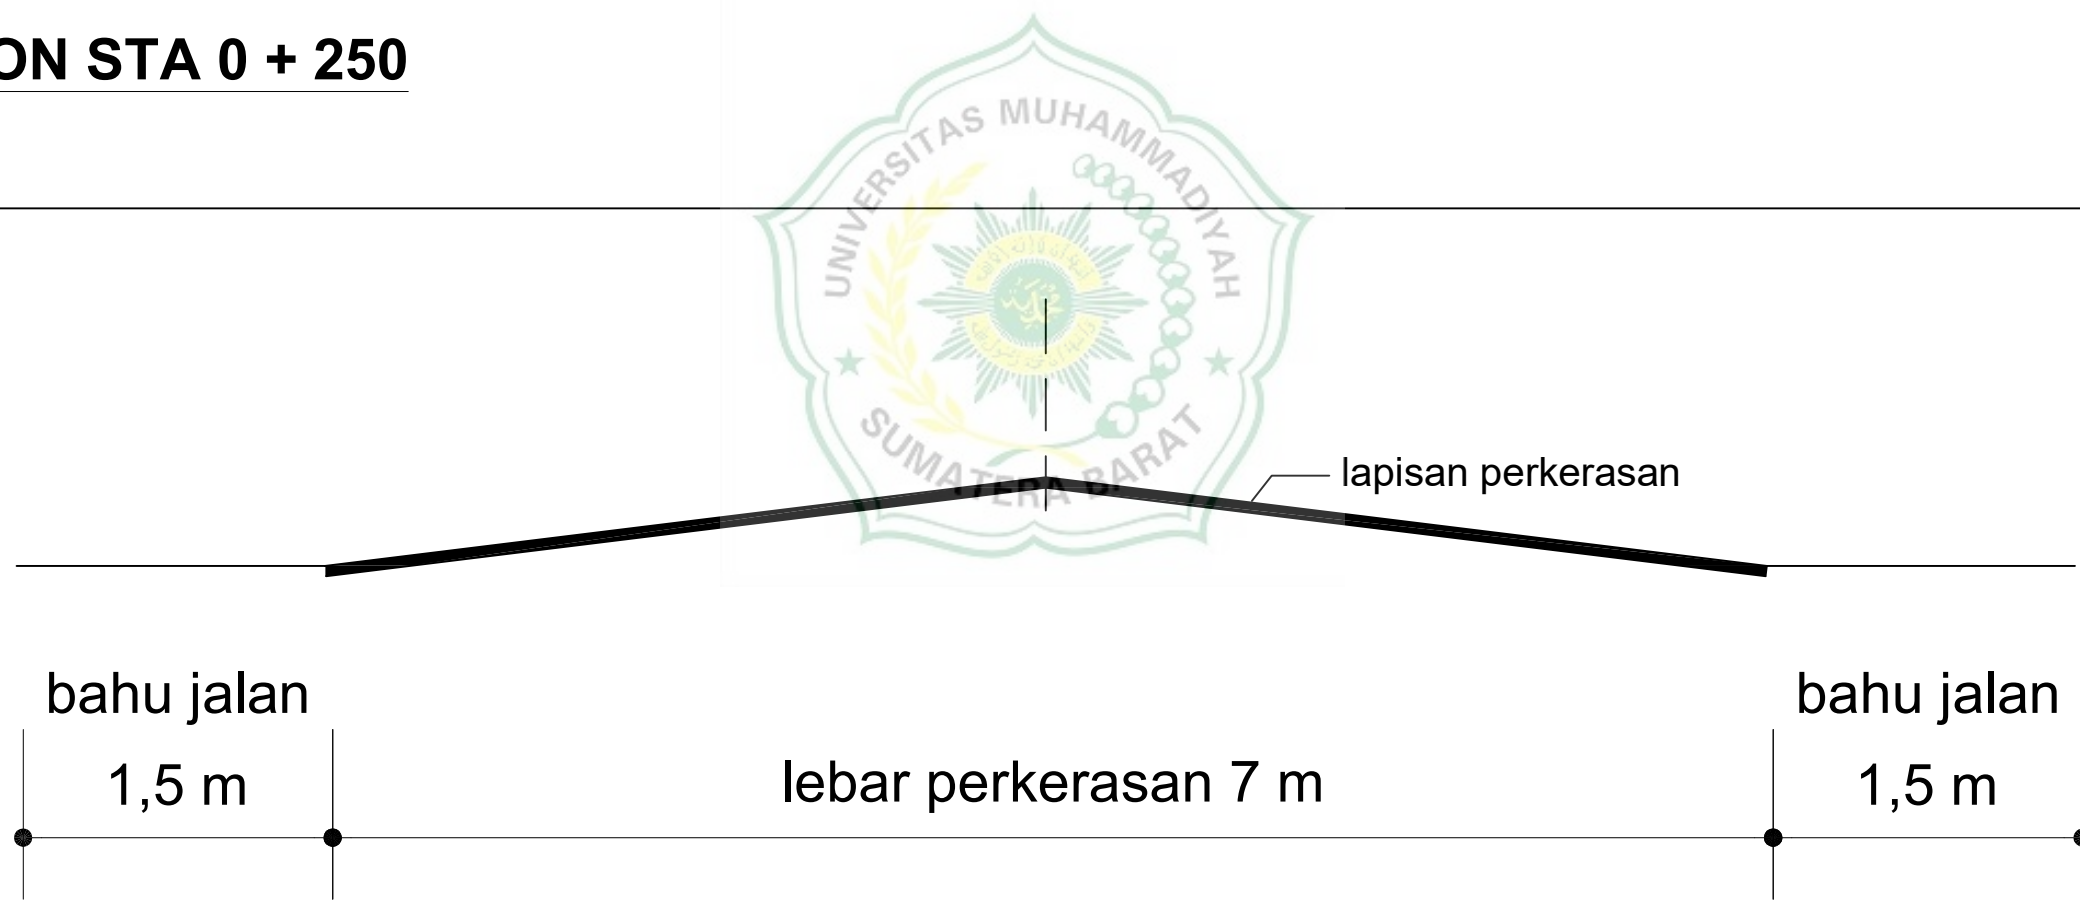 ON STA 0 + 250
UNIVERSITAS MUHAMMADIYAH
SUMATERA BARAT
lapisan perkerasan
bahu jalan
bahu jalan
1,5 m
lebar perkerasan 7 m
1,5 m